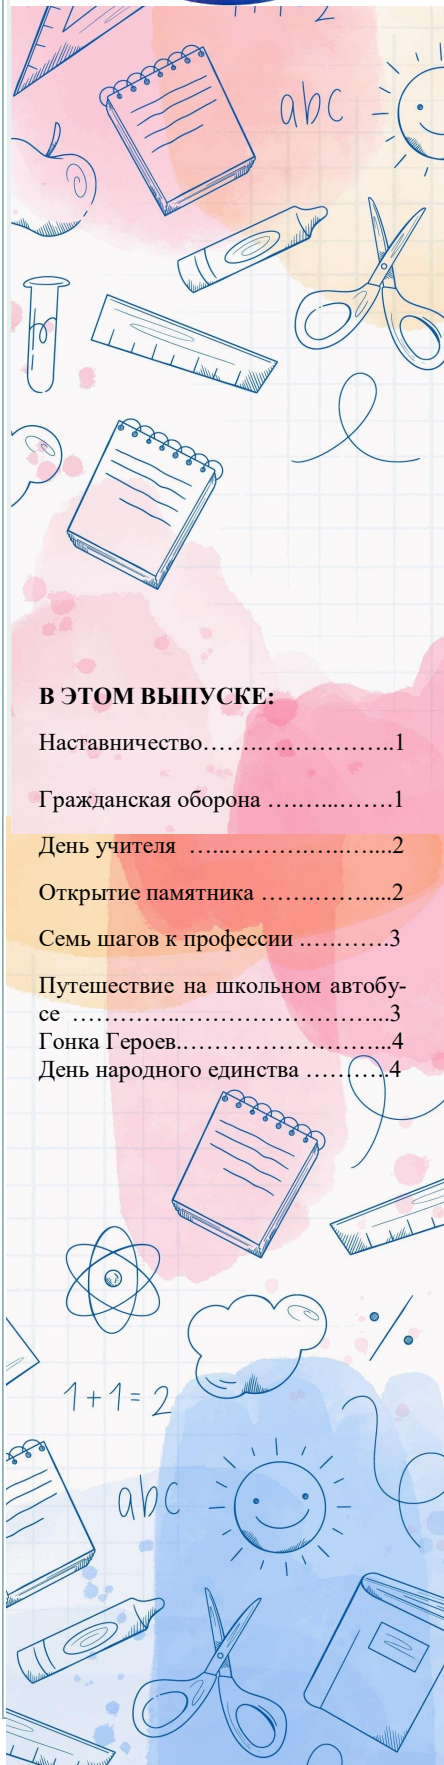 abc
В ЭТОМ ВЫПУСКЕ:
Наставничество…….…………………..1
Гражданская оборона …..…..…….1
День учителя …...…………….…....2
Открытие памятника …….…….....2
Семь шагов к профессии ………….3
Путешествие на школьном автобу-
се ……………………………………...3
Гонка Героев..………………………...4
День народного единства …………..4
1+1=2
abc